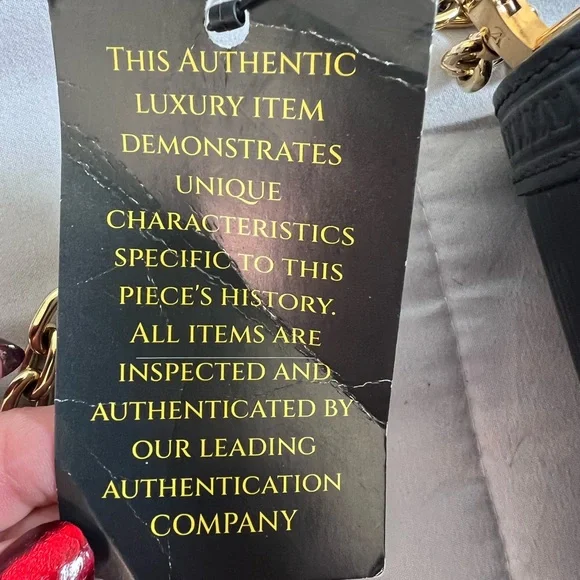 THIS AUTHENTIC
LUXURY ITEM
DEMONSTRATES
UNIQUE
CHARACTERISTICS
SPECIFIC TO THIS
PIECE'S HISTORY.
ALL ITEMS ARE
INSPECTED AND
AUTHENTICATED BY
OUR LEADING
AUTHENTICATION
COMPANY